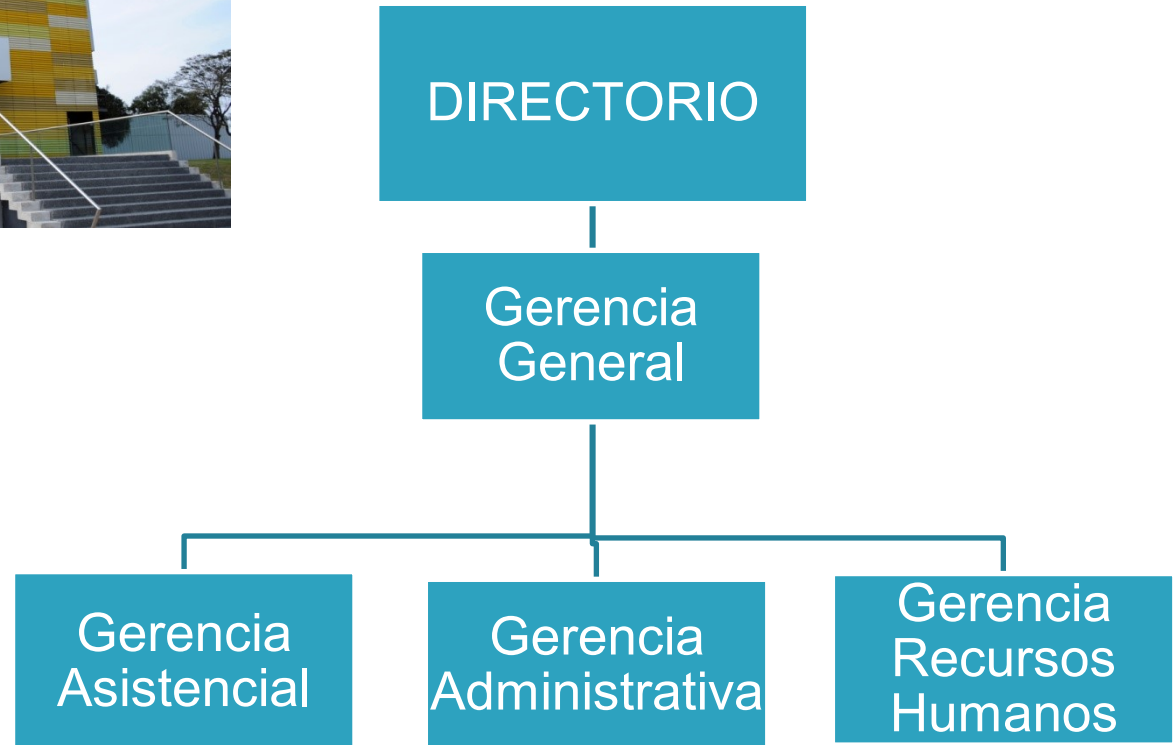 DIRECTORIO
Gerencia
General
Gerencia
Asistencial
Gerencia
Administrativa
Gerencia
Recursos
Humanos